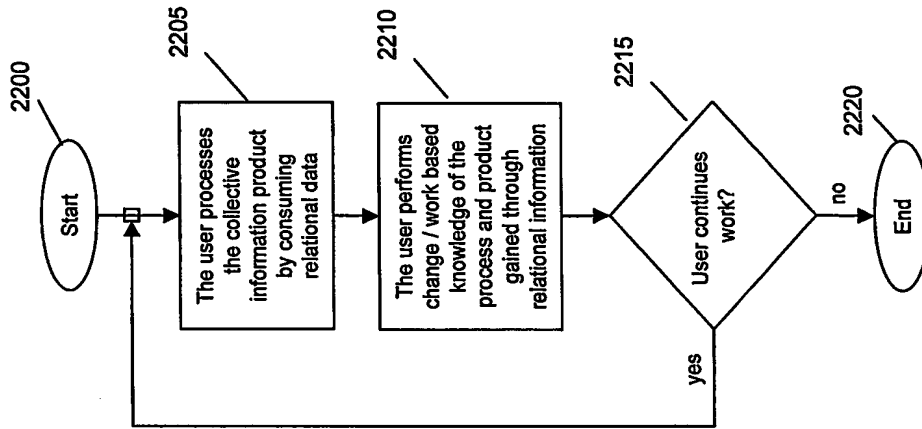 2200
Start
2205
The user processes
the collective
information product
by consuming
relational data
2210
The user performs
change / work based
knowledge of the
process and product
gained through
relational information
2215
User continues
work?
yes
no
2220
End